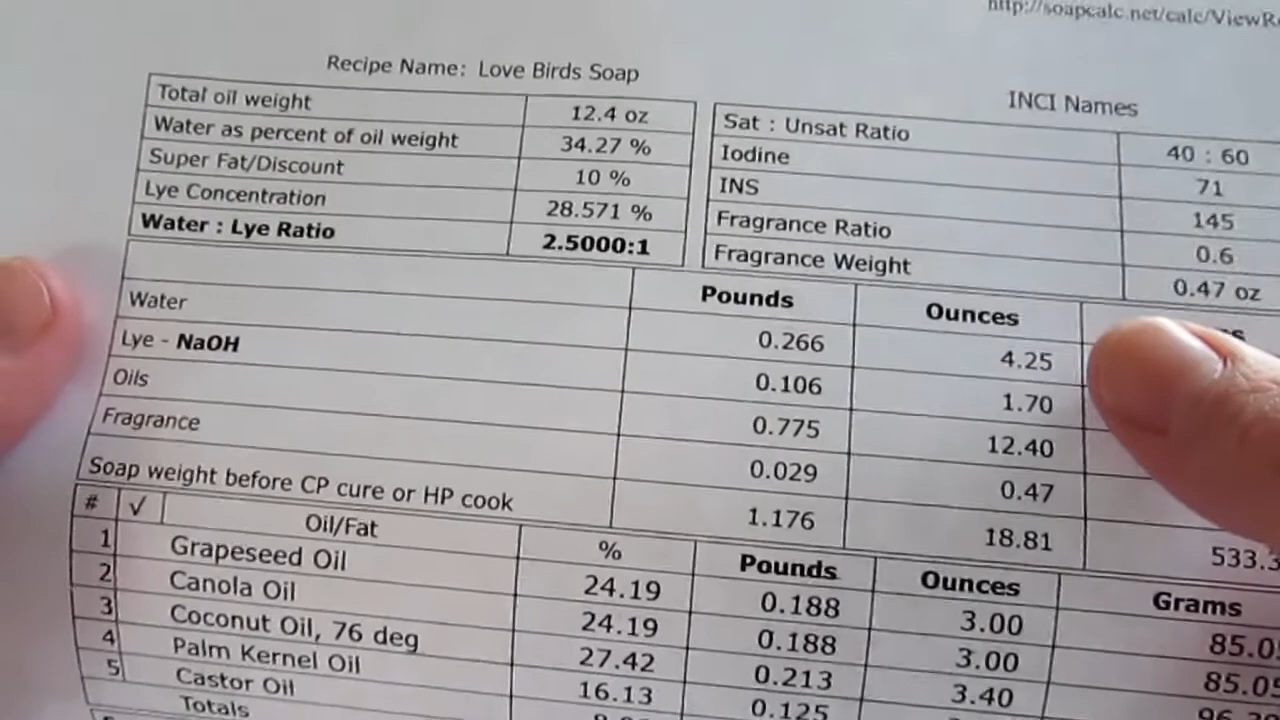 http://soapcalc.net/calc/ViewR
Recipe Name: Love Birds Soap
INCI Names
Total oil weight 12.4 oz
Water as percent of oil weight 34.27 %
Super Fat/Discount 10 %
Lye Concentration 28.571 %
Water : Lye Ratio 2.5000:1
Sat : Unsat Ratio 40 : 60
Iodine 71
INS 145
Fragrance Ratio 0.6
Fragrance Weight 0.47 oz
Pounds Ounces
Water 0.266 4.25
Lye - NaOH 0.106 1.70
Oils 0.775 12.40
Fragrance 0.029 0.47
Soap weight before CP cure or HP cook 1.176 18.81 533.3
# √ Oil/Fat % Pounds Ounces Grams
1 Grapeseed Oil 24.19 0.188 3.00 85.0
2 Canola Oil 24.19 0.188 3.00 85.05
3 Coconut Oil, 76 deg 27.42 0.213 3.40
4 Palm Kernel Oil 16.13 0.125
5 Castor Oil
Totals